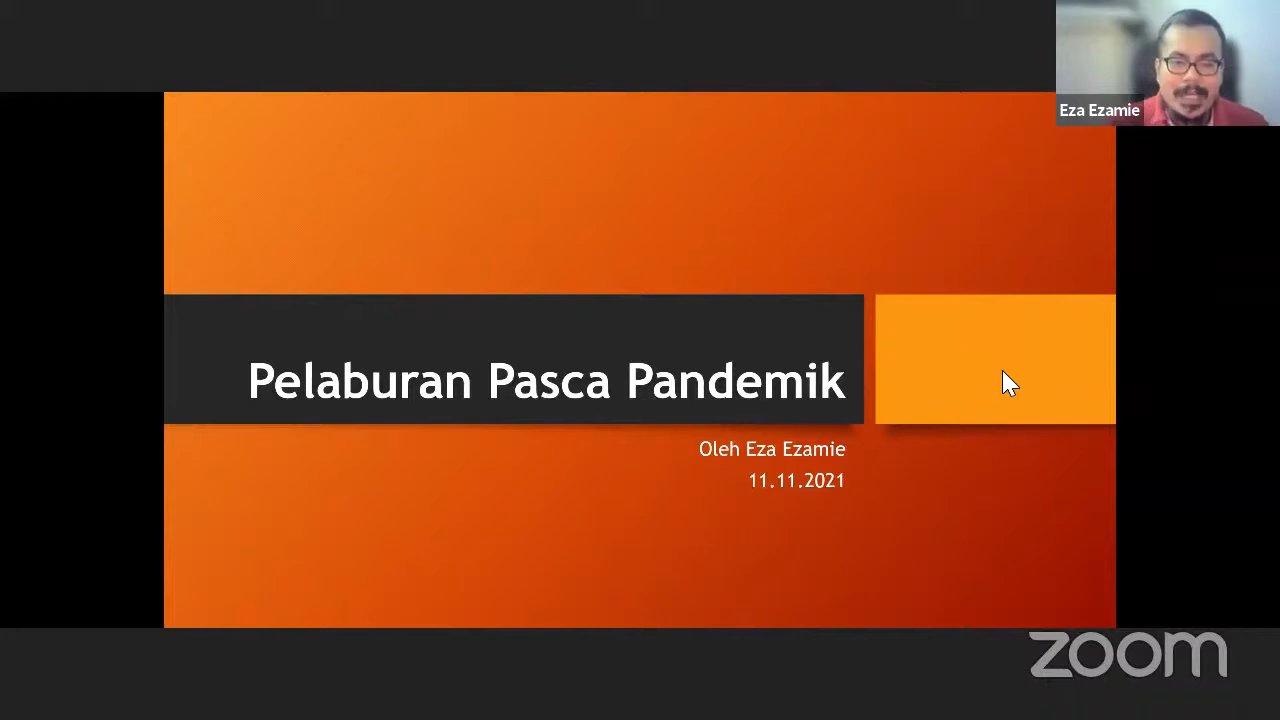 Eza Ezamie
Pelaburan Pasca Pandemik
Oleh Eza Ezamie
11.11.2021
zoom